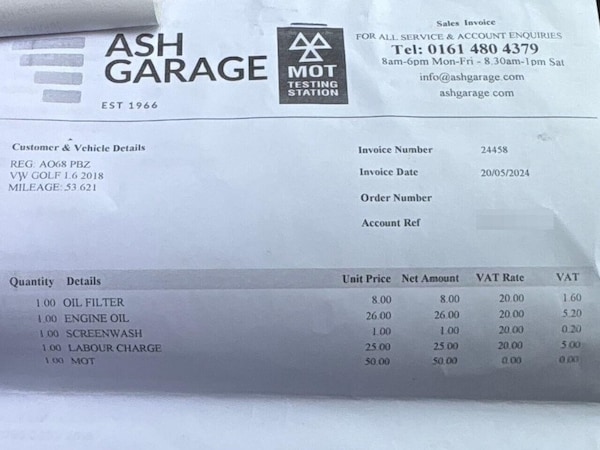 ASH
GARAGE
EST 1966
MOT
TESTING
STATION
Sales Invoice
FOR ALL SERVICE & ACCOUNT ENQUIRIES
Tel: 0161 480 4379
8am-6pm Mon-Fri - 8.30am-1pm Sat
info@ashgarage.com
ashgarage com
Customer & Vehicle Details
REG: AO68 PBZ
VW GOLF 1.6 2018
MILEAGE: 53 621
Invoice Number 24458
Invoice Date 20/05/2024
Order Number
Account Ref
Quantity Details Unit Price Net Amount VAT Rate VAT
1.00 OIL FILTER 8.00 8.00 20.00 1.60
1.00 ENGINE OIL 26.00 26.00 20.00 5.20
1.00 SCREENWASH 1.00 1.00 20.00 0.20
1.00 LABOUR CHARGE 25.00 25.00 20.00 5.00
1.00 MOT 50.00 50.00 0.00 0.00